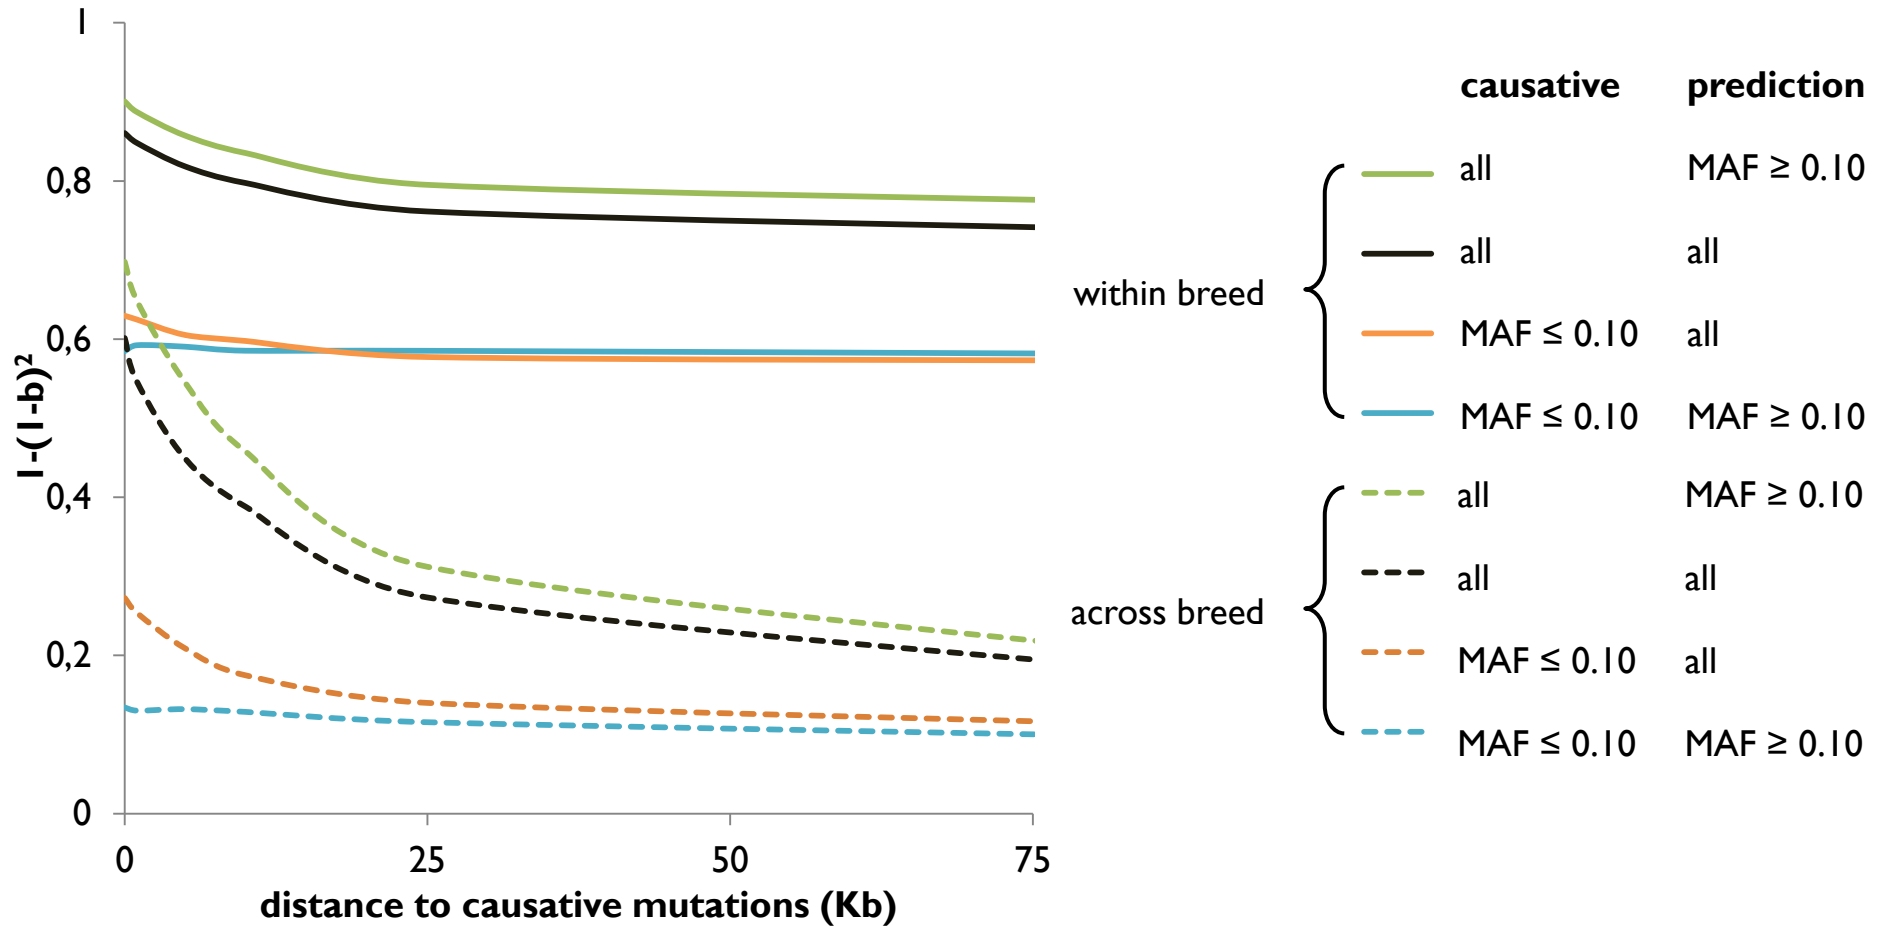 1
0,8
0,6
0,4
0,2
0
1-(1-b)²
0 25 50 75
distance to causative mutations (Kb)
causative prediction
within breed
all MAF ≥ 0.10
all all
MAF ≤ 0.10 all
MAF ≤ 0.10 MAF ≥ 0.10
across breed
all MAF ≥ 0.10
all all
MAF ≤ 0.10 all
MAF ≤ 0.10 MAF ≥ 0.10